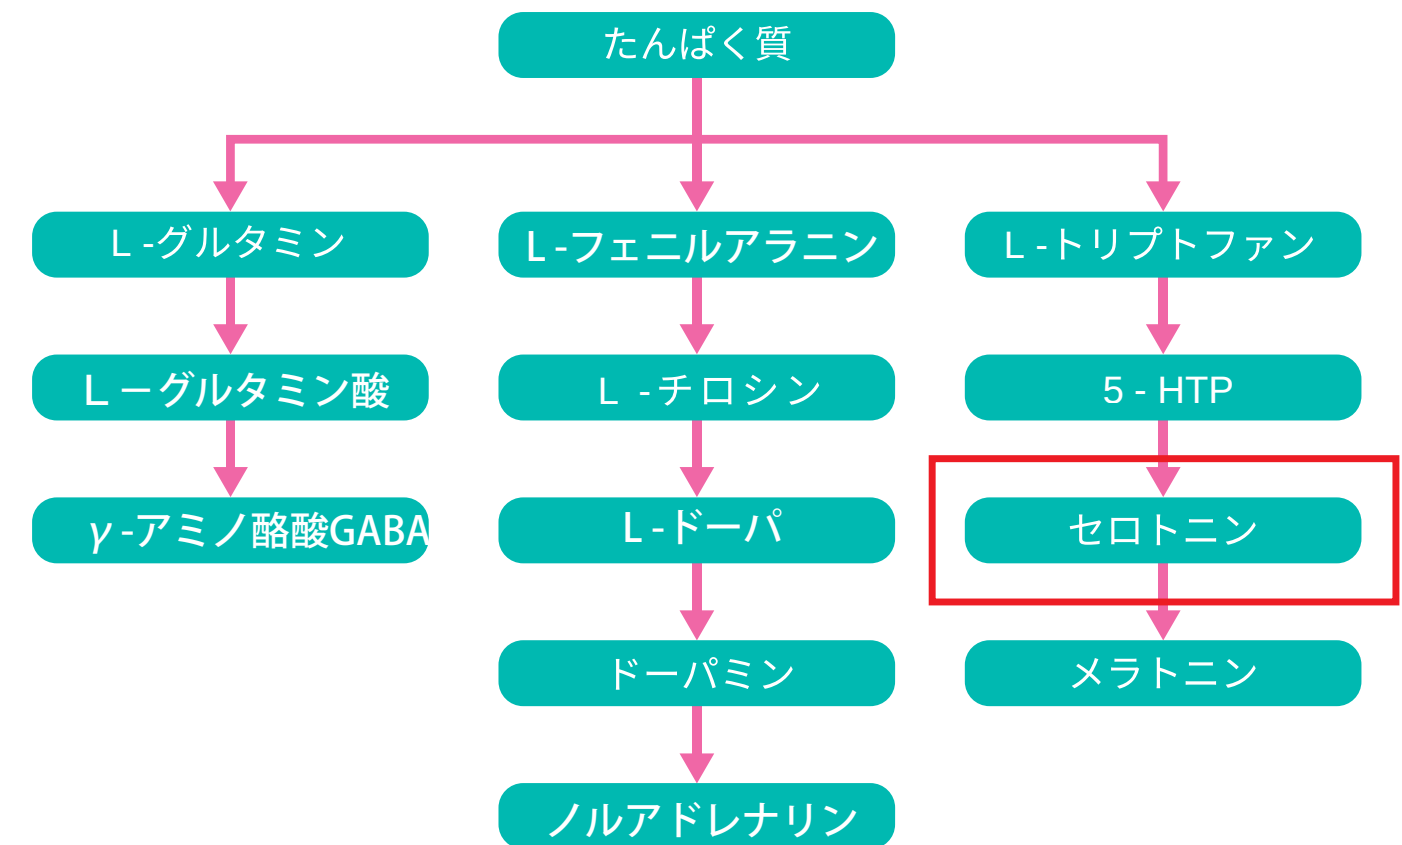 たんぱく質
L -グルタミン
L -フェニルアラニン
L -トリプトファン
L －グルタミン酸
L -チロシン
5 - HTP
γ -アミノ酪酸GABA
L -ドーパ
セロトニン
ドーパミン
メラトニン
ノルアドレナリン